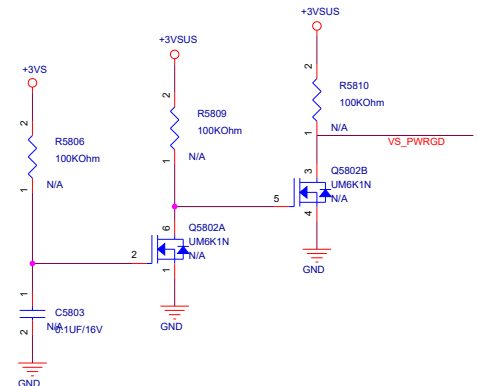 +3VSUS
+3VSUS
+3VS
2
R5810
100KOhm
1
N/A
VS_PWRGD
2
R5809
100KOhm
1
N/A
2
R5806
100KOhm
1
N/A
3
Q5802B
UM6K1N
N/A
5
4
GND
6
Q5802A
UM6K1N
N/A
2
1
GND
1
C5803
N/A
0.1UF/16V
2
GND